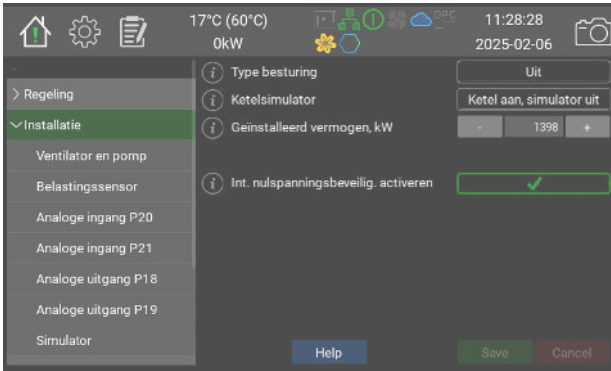 17°C (60°C)
0kW
DPC
11:28:28
2025-02-06
-
Regeling
Installatie
Ventilator en pomp
Belastingssensor
Analoge ingang P20
Analoge ingang P21
Analoge uitgang P18
Analoge uitgang P19
Simulator
Type besturing
Uit
Ketelsimulator
Ketel aan, simulator uit
Geïnstalleerd vermogen, kW
- 1398 +
Int. nulspanningsbeveilig. activeren
Help
Save
Cancel